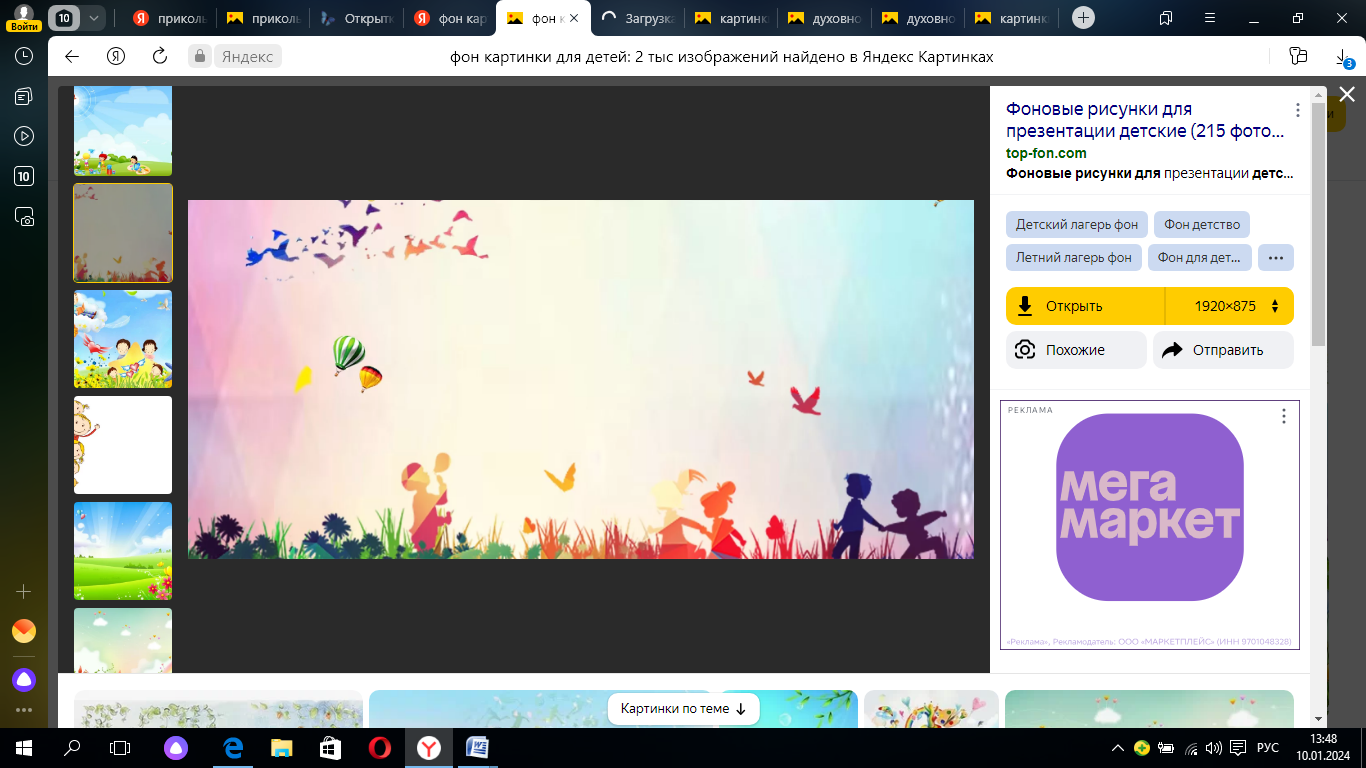 Войти
10
приколь
приколь
Открытк
фон кар
фон к
Загрузка
картинк
духовно
духовно
картинк
Яндекс
фон картинки для детей: 2 тыс изображений найдено в Яндекс Картинках
3
10
Фоновые рисунки для
презентации детские (215 фото...
top-fon.com
Фоновые рисунки для презентации детс...
Детский лагерь фон
Фон детство
Летний лагерь фон
Фон для дет...
Открыть
1920×875
Похожие
Отправить
РЕКЛАМА
мега
маркет
«Реклама», Рекламодатель: ООО «МАРКЕТПЛЕЙС» (ИНН 9701048328)
Картинки по теме
РУС
13:48
10.01.2024